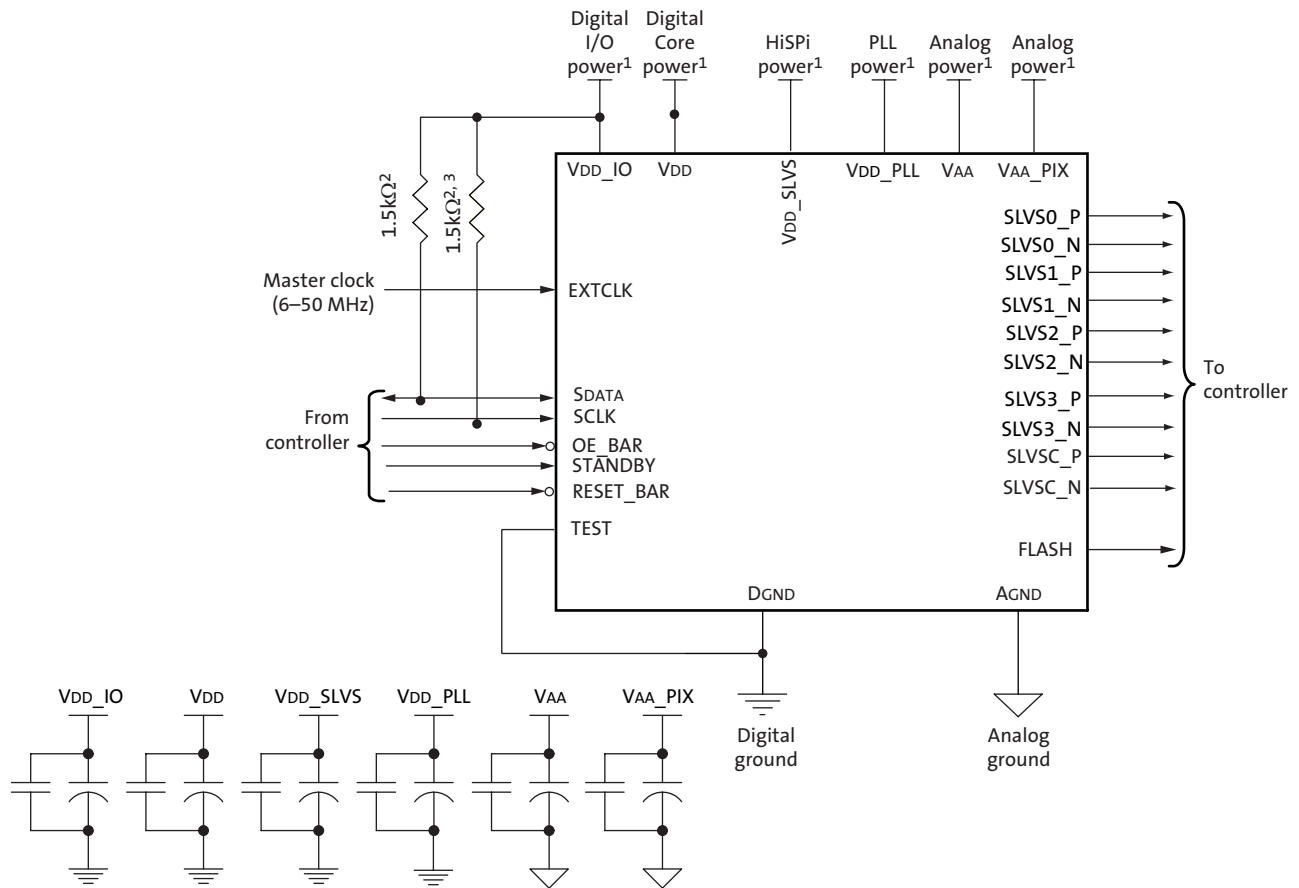 Digital
I/O
power1
Digital
Core
power1
HiSPi
power1
PLL
power1
Analog
power1
Analog
power1
1.5kΩ2
1.5kΩ2, 3
VDD_IO
VDD
VDD_SLVS
VDD_PLL
VAA
VAA_PIX
Master clock
(6–50 MHz)
EXTCLK
From
controller
SDATA
SCLK
OE_BAR
STANDBY
RESET_BAR
TEST
SLVS0_P
SLVS0_N
SLVS1_P
SLVS1_N
SLVS2_P
SLVS2_N
SLVS3_P
SLVS3_N
SLVSC_P
SLVSC_N
FLASH
To
controller
DGND
AGND
Digital
ground
Analog
ground
VDD_IO
VDD
VDD_SLVS
VDD_PLL
VAA
VAA_PIX